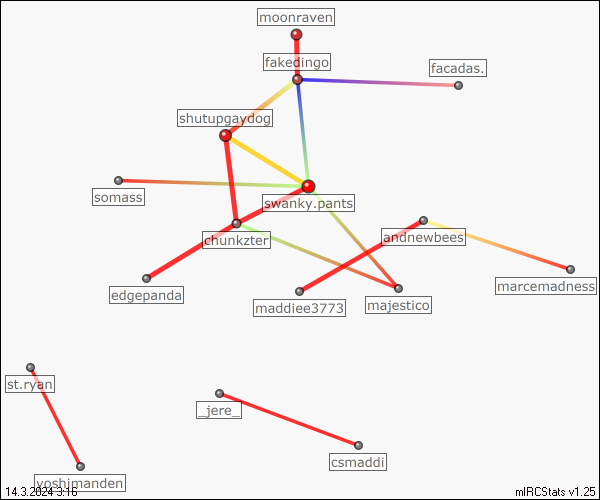 moonraven
fakedingo
facadas.
shutupgaydog
somass
swanky.pants
chunkzter
andnewbees
edgepanda
maddiee3773
majestico
marcemadness
st.ryan
_jere_
csmaddi
yoshimanden
14.3.2024 3:16
mIRCStats v1.25